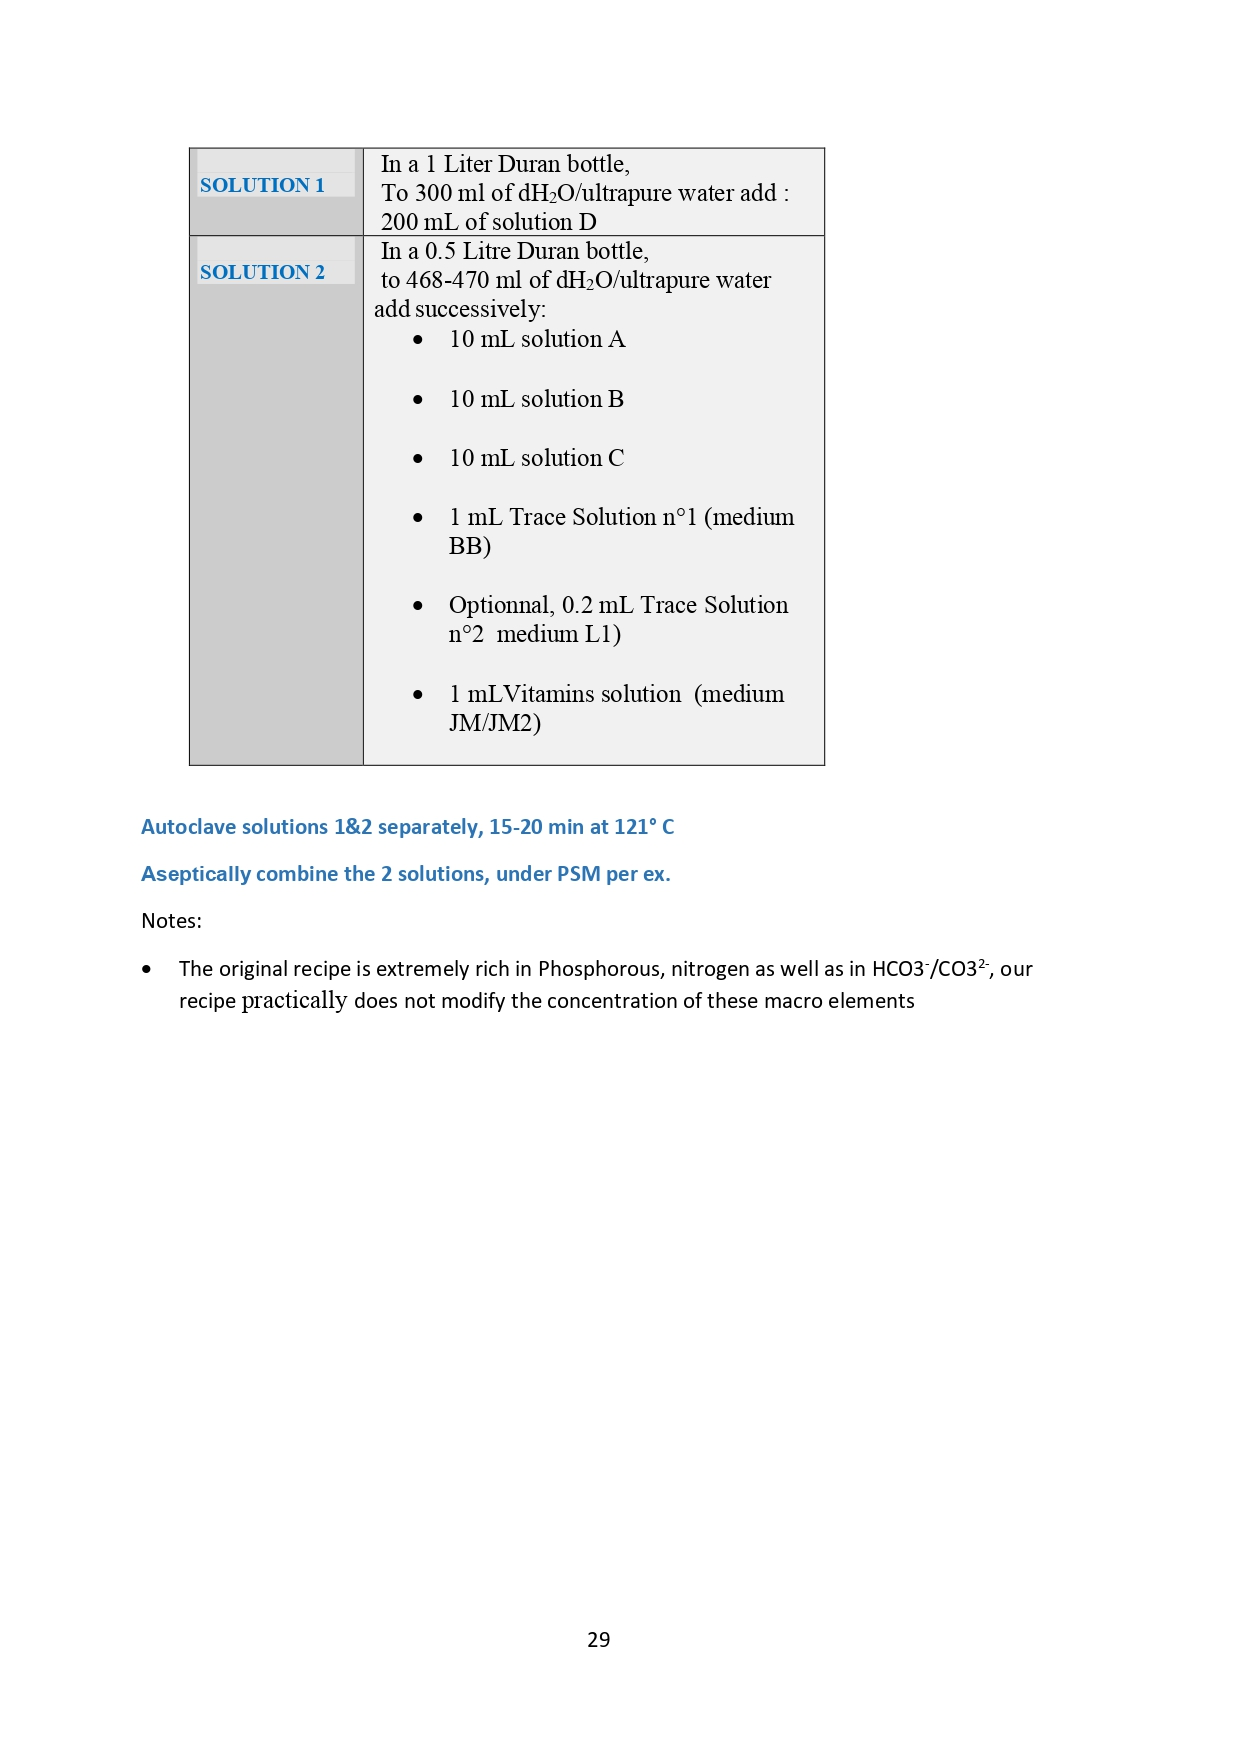 SOLUTION 1
In a 1 Liter Duran bottle,
To 300 ml of dH₂O/ultrapure water add :
200 mL of solution D
SOLUTION 2
In a 0.5 Litre Duran bottle,
to 468-470 ml of dH₂O/ultrapure water
add successively:
• 10 mL solution A
• 10 mL solution B
• 10 mL solution C
• 1 mL Trace Solution n°1 (medium
BB)
• Optionnal, 0.2 mL Trace Solution
n°2  medium L1)
• 1 mLVitamins solution  (medium
JM/JM2)
Autoclave solutions 1&2 separately, 15-20 min at 121° C
Aseptically combine the 2 solutions, under PSM per ex.
Notes:
• The original recipe is extremely rich in Phosphorous, nitrogen as well as in HCO3⁻/CO3²⁻, our
recipe practically does not modify the concentration of these macro elements
29